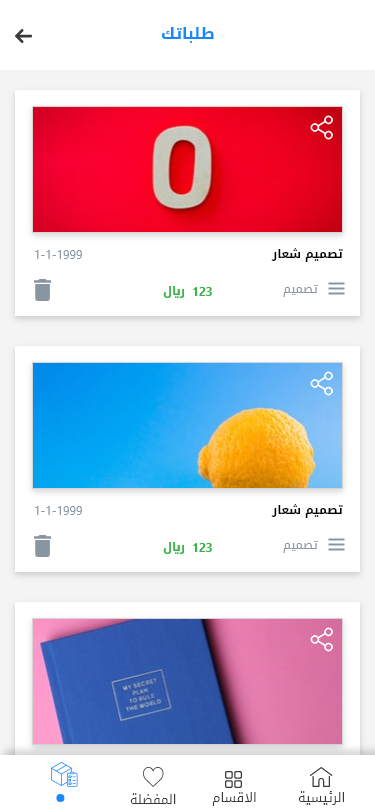 طلباتك
O
تصميم شعار
1-1-1999
تصميم
123 ريال
تصميم شعار
1-1-1999
تصميم
123 ريال
MY SECRET
PLAN
TO RULE
THE WORLD
الرئيسية
الاقسام
المفضلة